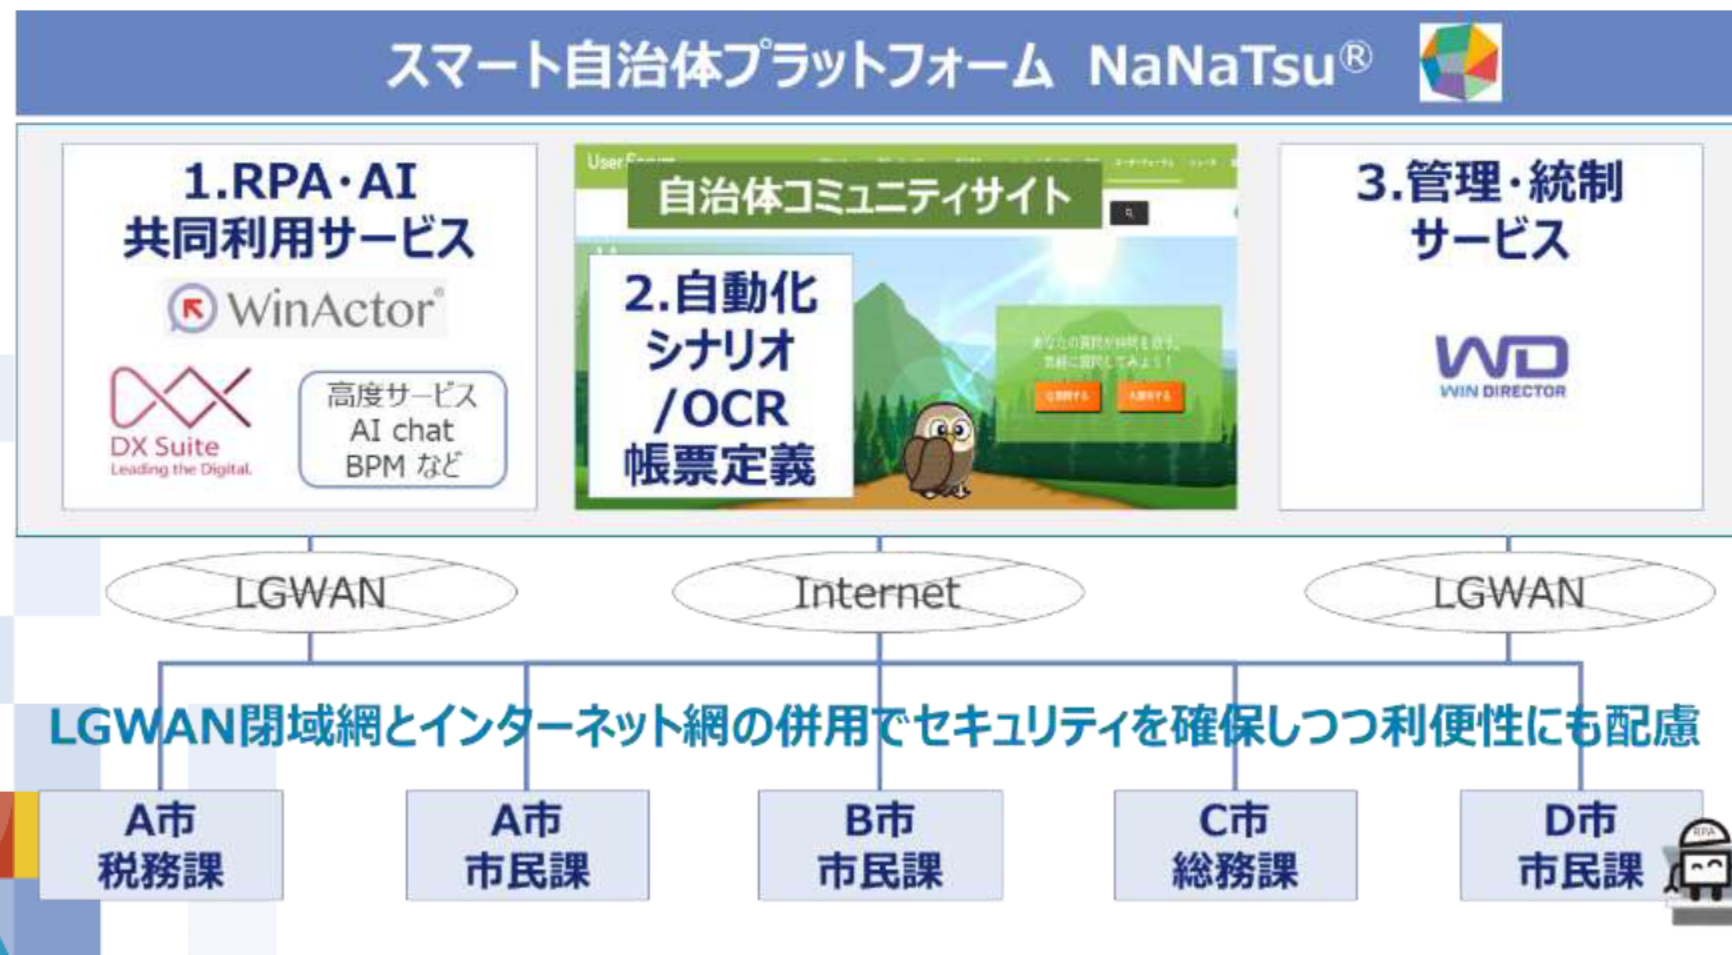 スマート自治体プラットフォーム NaNaTsu®
1.RPA・AI
共同利用サービス
WinActor®
DX Suite
Leading the Digital.
高度サービス
AI chat
BPM など
User Forum
自治体コミュニティサイト
2.自動化
シナリオ
/OCR
帳票定義
3.管理・統制
サービス
WD
WIN DIRECTOR
LGWAN
Internet
LGWAN
LGWAN閉域網とインターネット網の併用でセキュリティを確保しつつ利便性にも配慮
A市
税務課
A市
市民課
B市
市民課
C市
総務課
D市
市民課
RPA